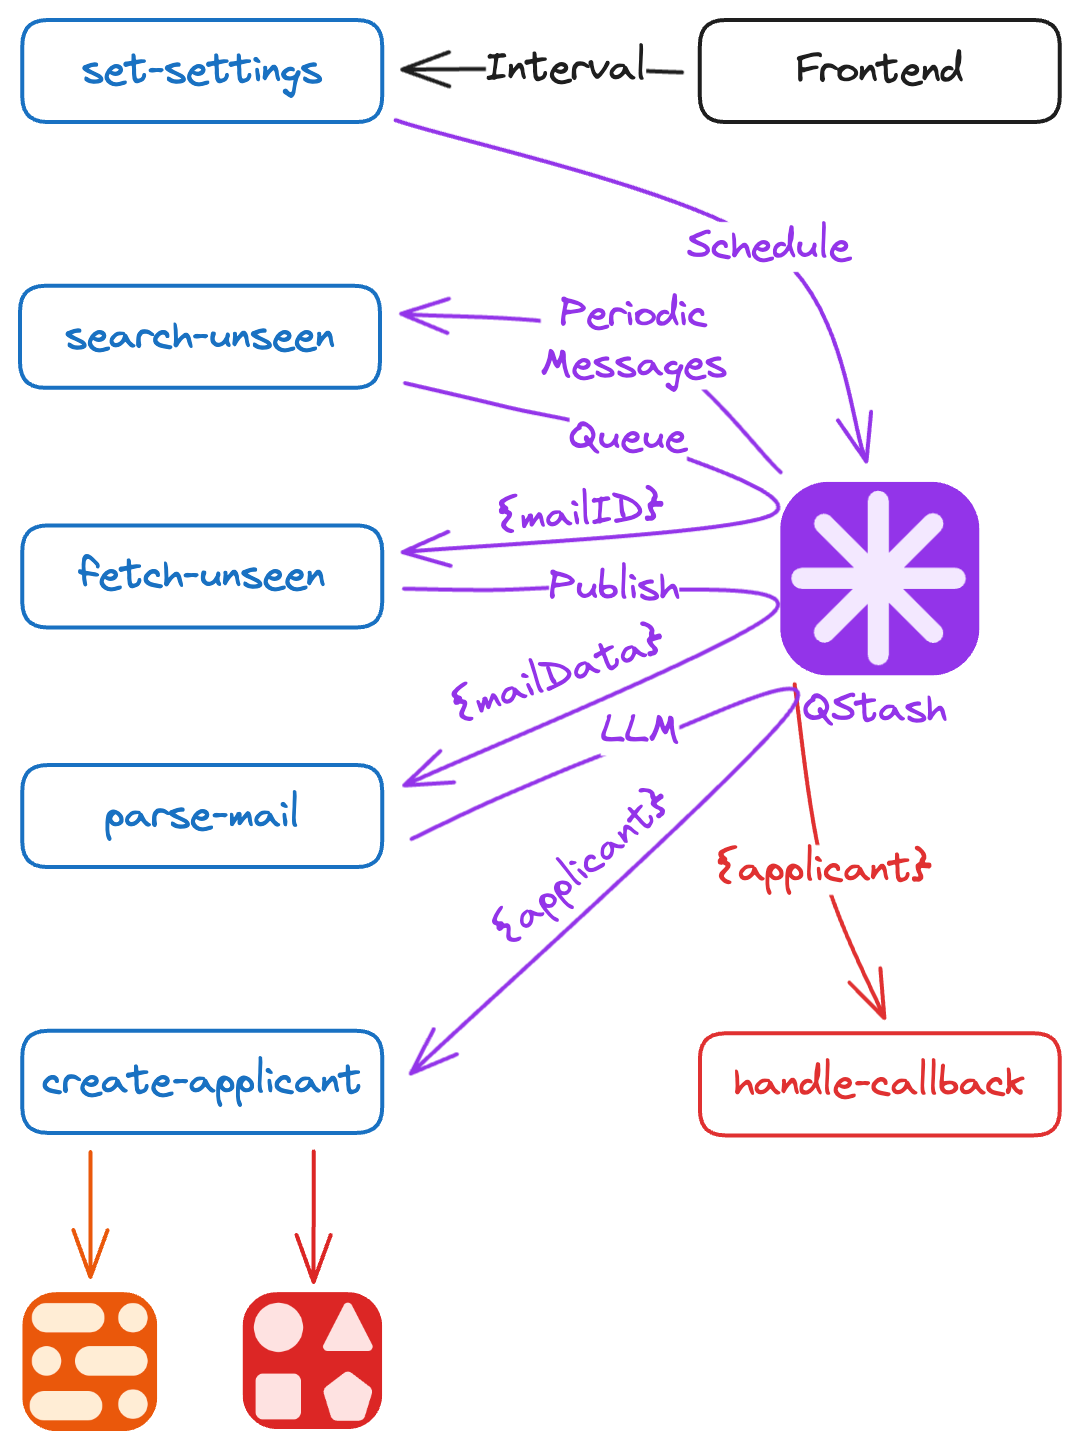 set-settings
Interval
Frontend
Schedule
Periodic
Messages
search-unseen
Queue
{mailID}
fetch-unseen
Publish
{mailData}
LLM
QStash
parse-mail
{applicant}
{applicant}
create-applicant
handle-callback